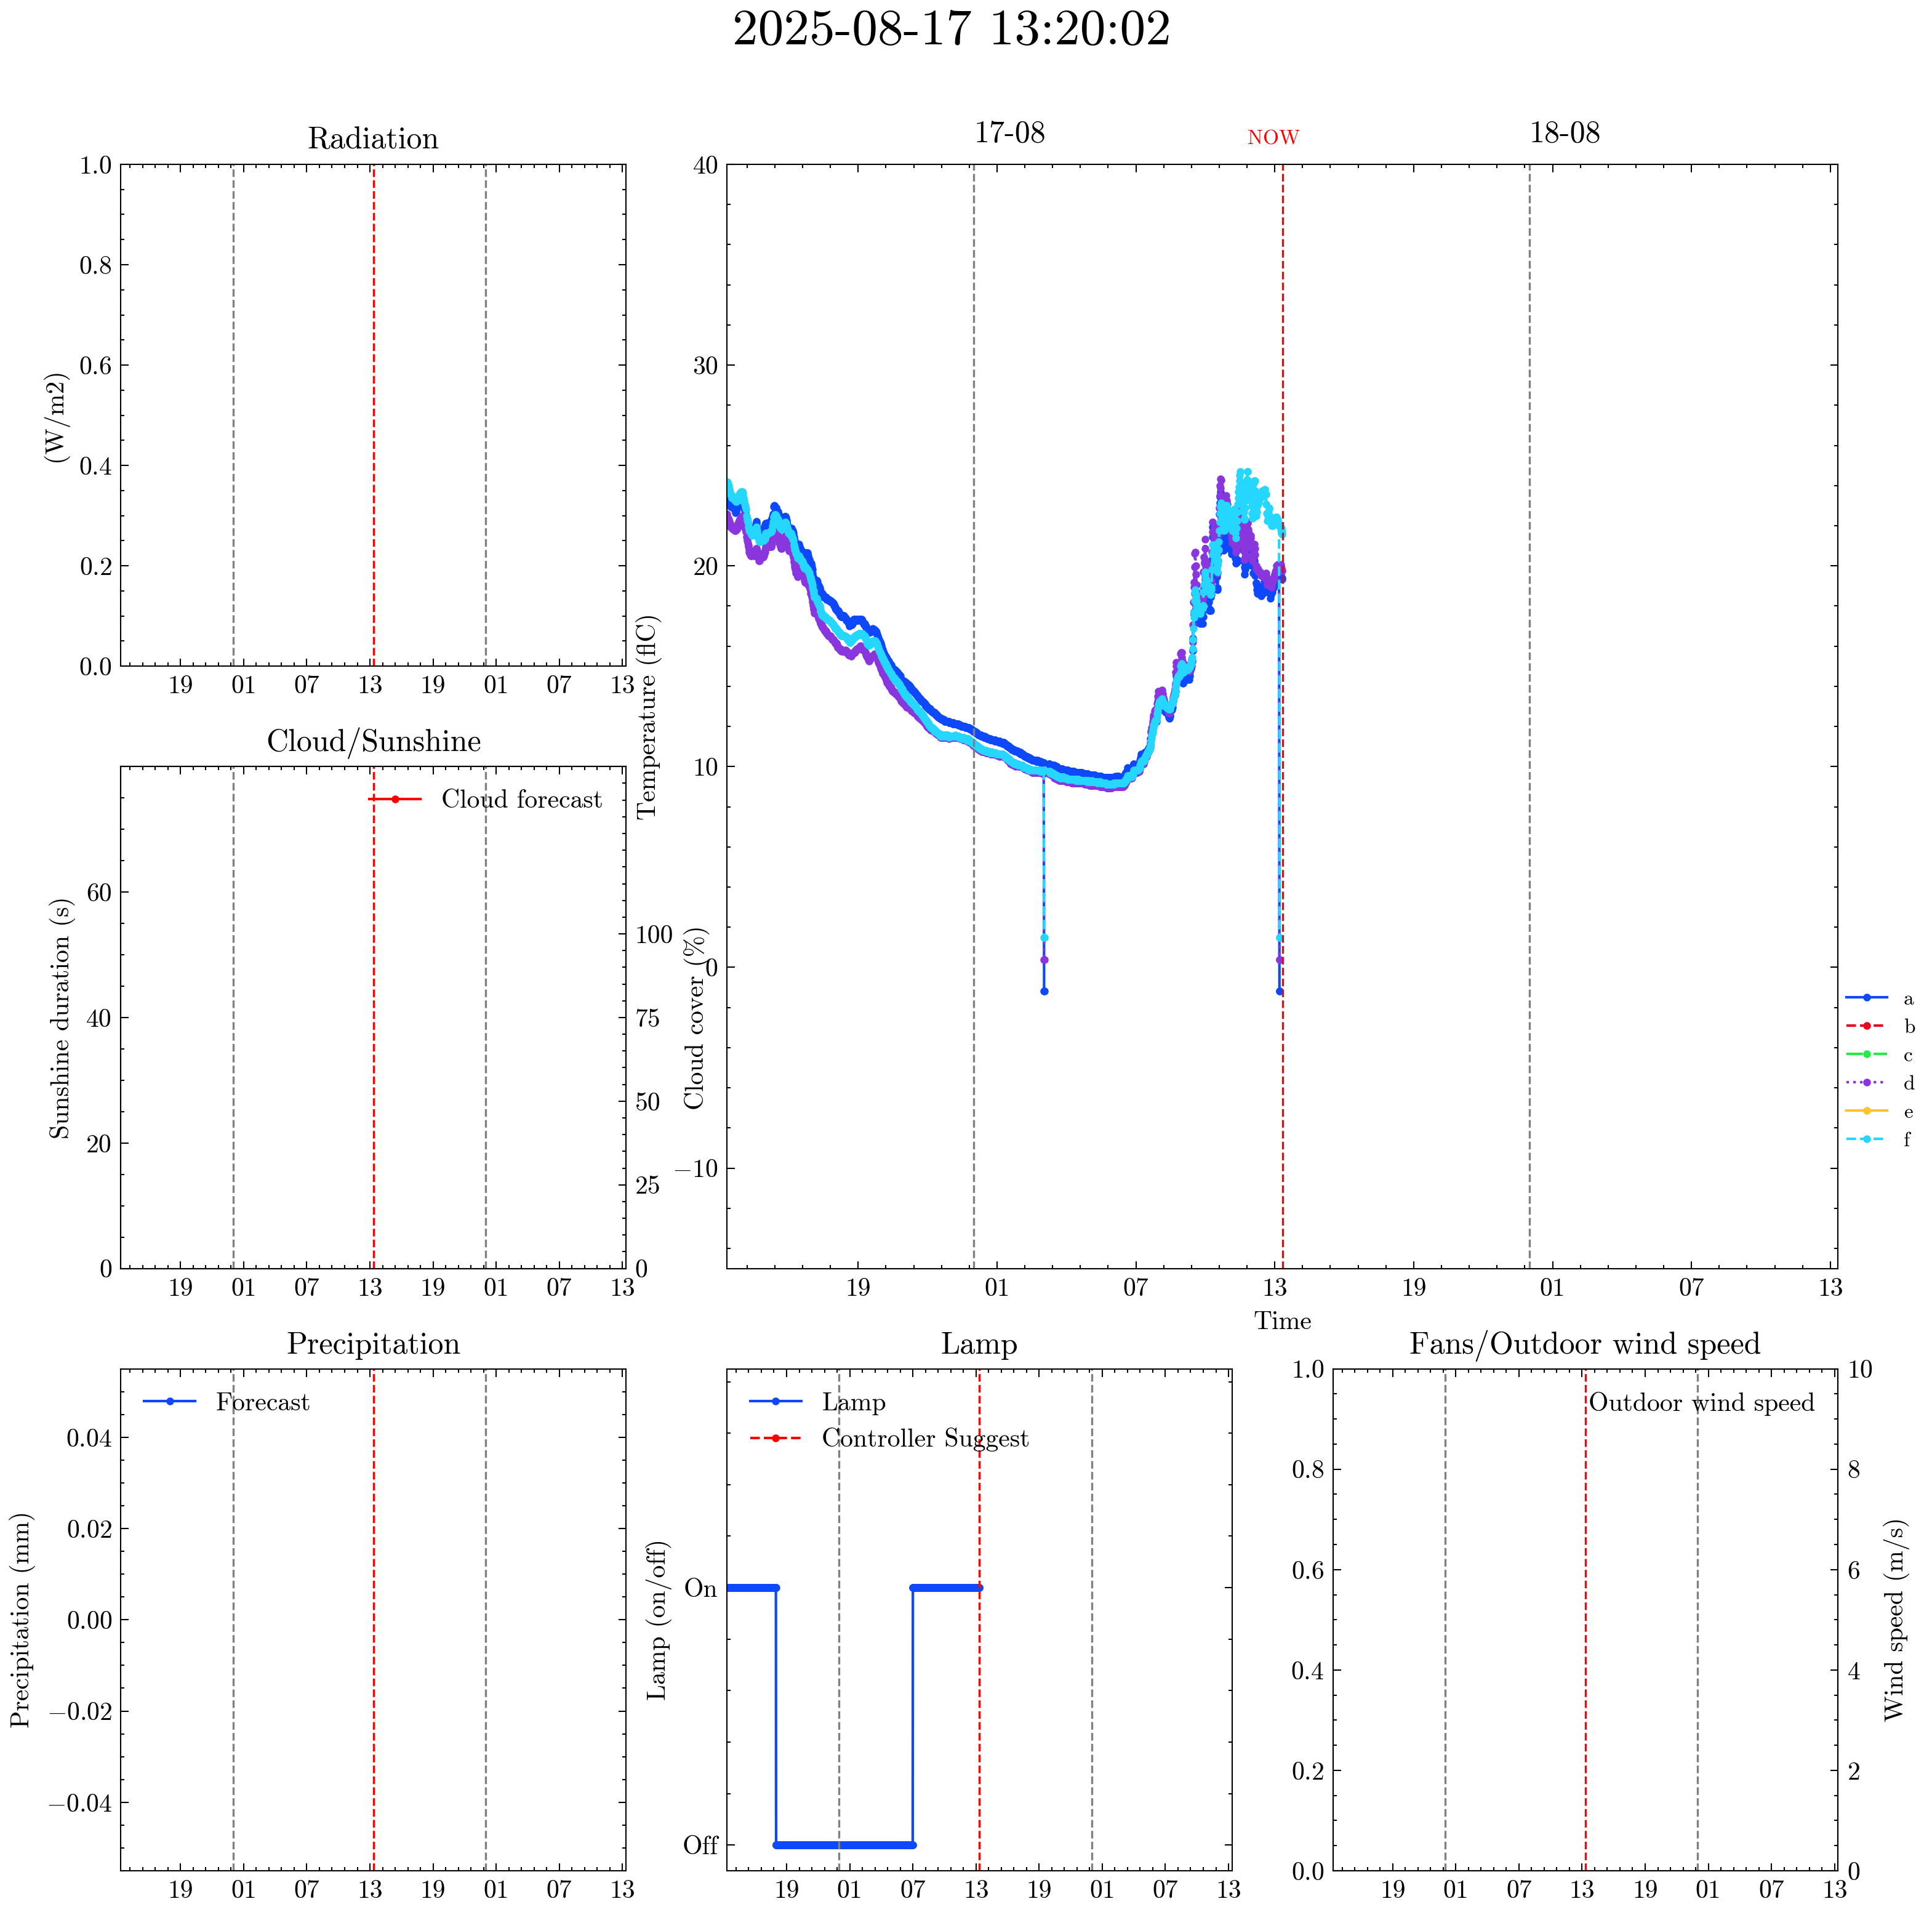 2025-08-17 13:20:02
Radiation
1.0
0.8
0.6
0.4
0.2
0.0
(W/m2)
19 01 07 13 19 01 07 13
17-08
NOW
18-08
40
30
20
10
0
−10
Temperature (flC)
19 01 07 13 19 01 07 13
Time
a
b
c
d
e
f
Cloud/Sunshine
Cloud forecast
60
40
20
0
Sunshine duration (s)
100
75
50
25
0
Cloud cover (%)
19 01 07 13 19 01 07 13
Precipitation
Forecast
0.04
0.02
0.00
−0.02
−0.04
Precipitation (mm)
19 01 07 13 19 01 07 13
Lamp
Lamp
Controller Suggest
On
Off
Lamp (on/off)
19 01 07 13 19 01 07 13
Fans/Outdoor wind speed
Outdoor wind speed
1.0
0.8
0.6
0.4
0.2
0.0
10
8
6
4
2
0
Wind speed (m/s)
19 01 07 13 19 01 07 13